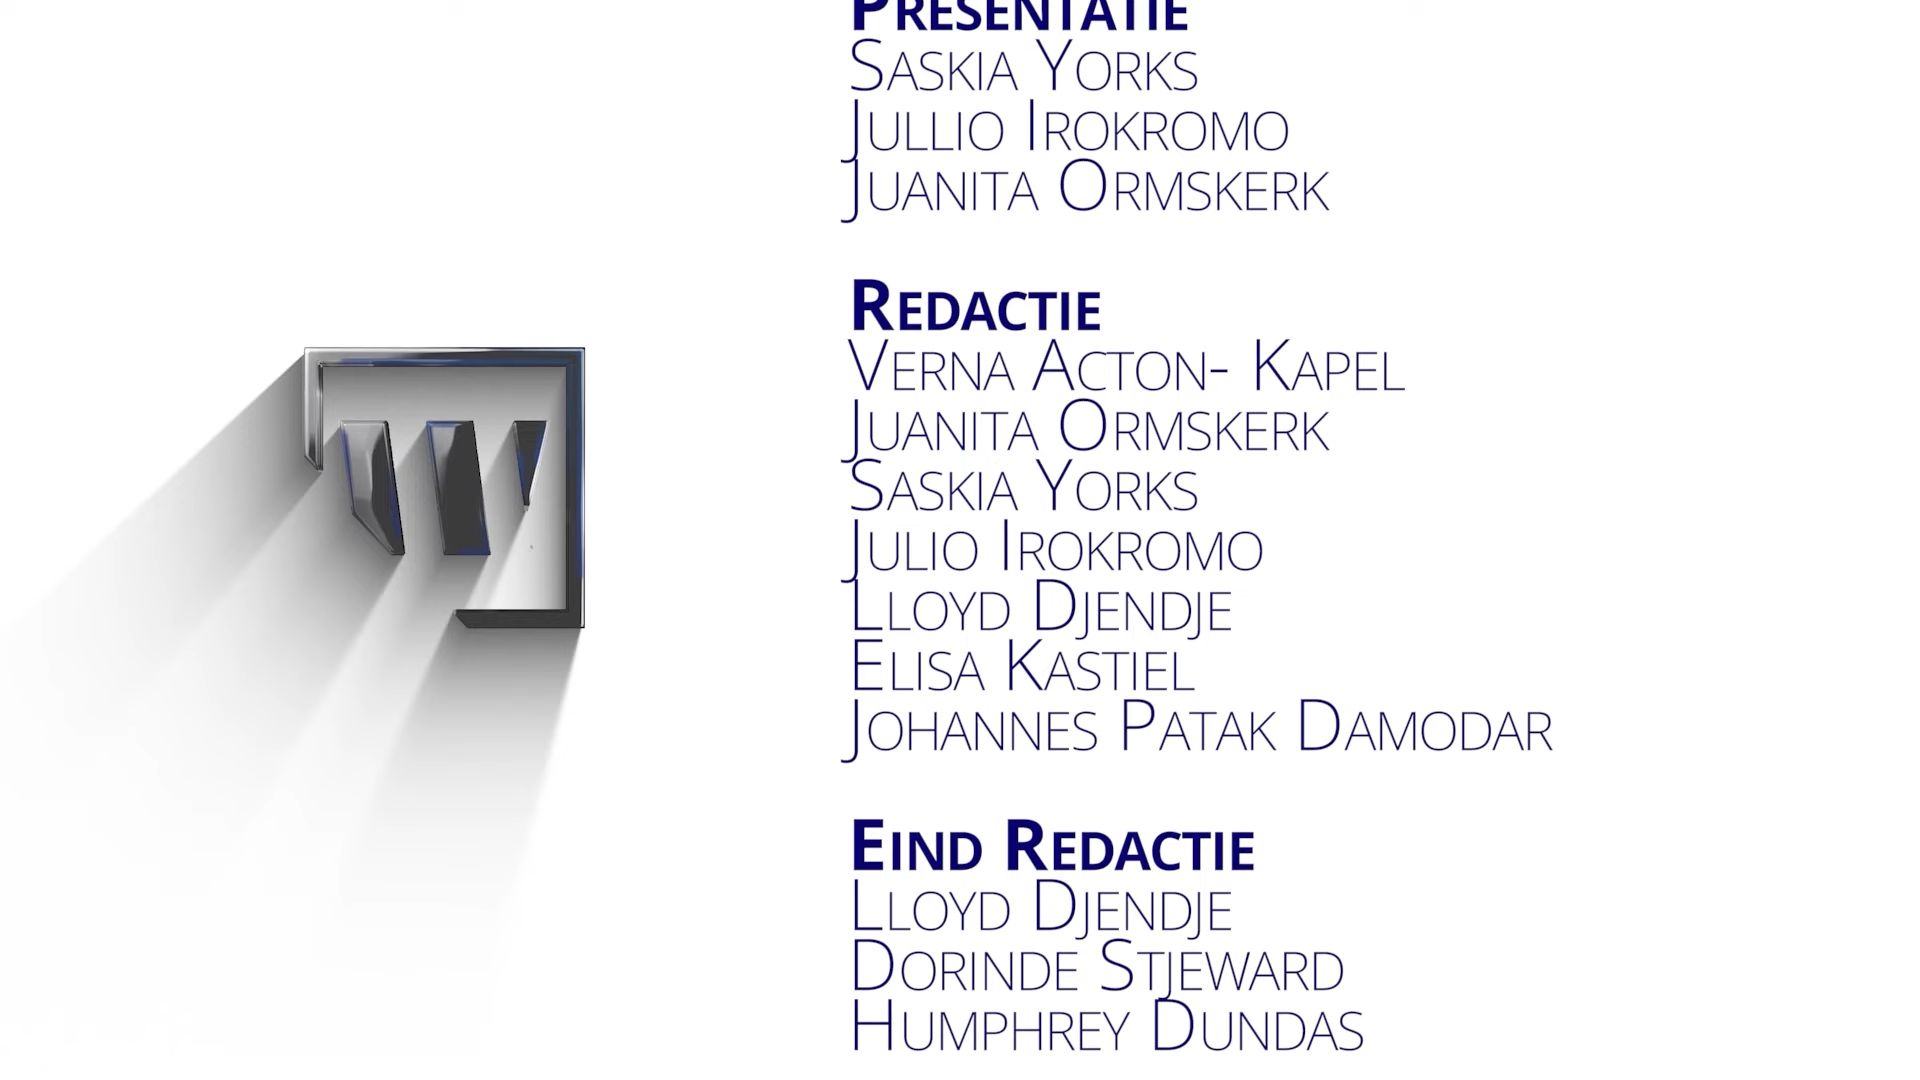 PRESENTATIE
SASKIA YORKS
JULLIO IROKROMO
JUANITA ORMSKERK
REDACTIE
VERNA ACTON- KAPEL
JUANITA ORMSKERK
SASKIA YORKS
JULIO IROKROMO
LLOYD DJENDJE
ELISA KASTIEL
JOHANNES PATAK DAMODAR
EIND REDACTIE
LLOYD DJENDJE
DORINDE STJEWARD
HUMPHREY DUNDAS